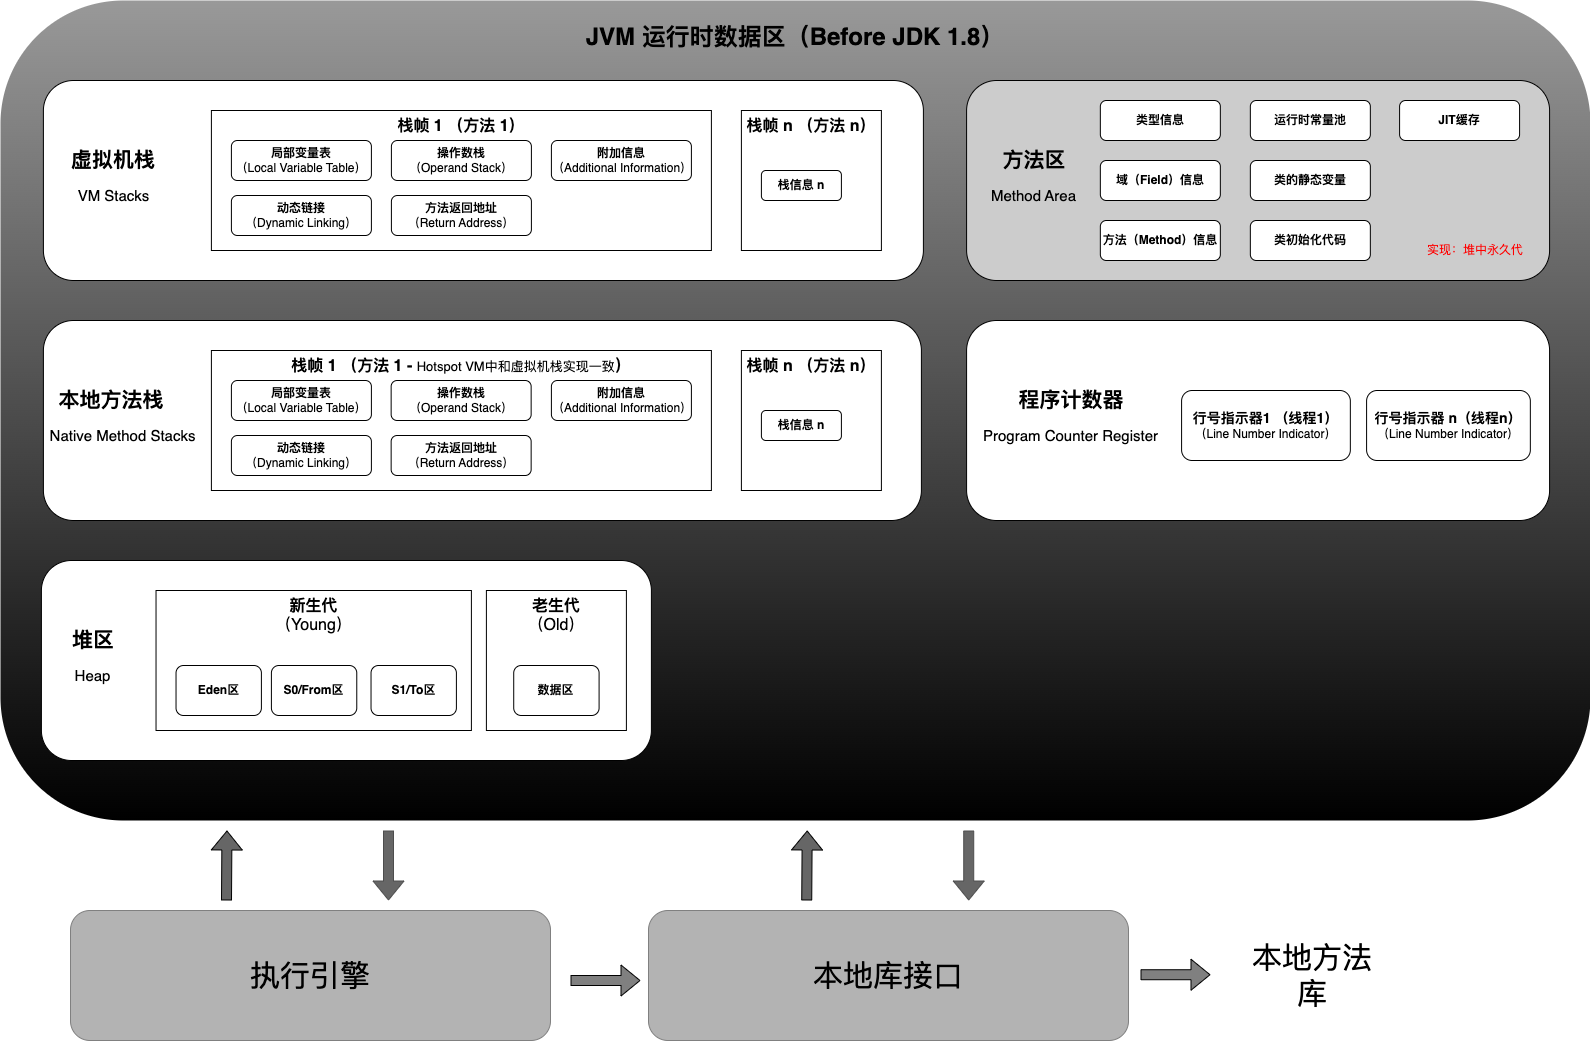 JVM 运行时数据区（Before JDK 1.8）
虚拟机栈
VM Stacks
栈帧 1 （方法 1）
局部变量表
（Local Variable Table）
操作数栈
（Operand Stack）
附加信息
（Additional Information）
动态链接
（Dynamic Linking）
方法返回地址
（Return Address）
栈帧 n （方法 n）
栈信息 n
方法区
Method Area
类型信息
运行时常量池
JIT缓存
域（Field）信息
类的静态变量
方法（Method）信息
类初始化代码
实现：堆中永久代
本地方法栈
Native Method Stacks
栈帧 1 （方法 1 - Hotspot VM中和虚拟机栈实现一致）
局部变量表
（Local Variable Table）
操作数栈
（Operand Stack）
附加信息
（Additional Information）
动态链接
（Dynamic Linking）
方法返回地址
（Return Address）
栈帧 n （方法 n）
栈信息 n
程序计数器
Program Counter Register
行号指示器1 （线程1）
（Line Number Indicator）
行号指示器 n（线程n）
（Line Number Indicator）
堆区
Heap
新生代
（Young）
Eden区
S0/From区
S1/To区
老生代
（Old）
数据区
执行引擎
本地库接口
本地方法
库